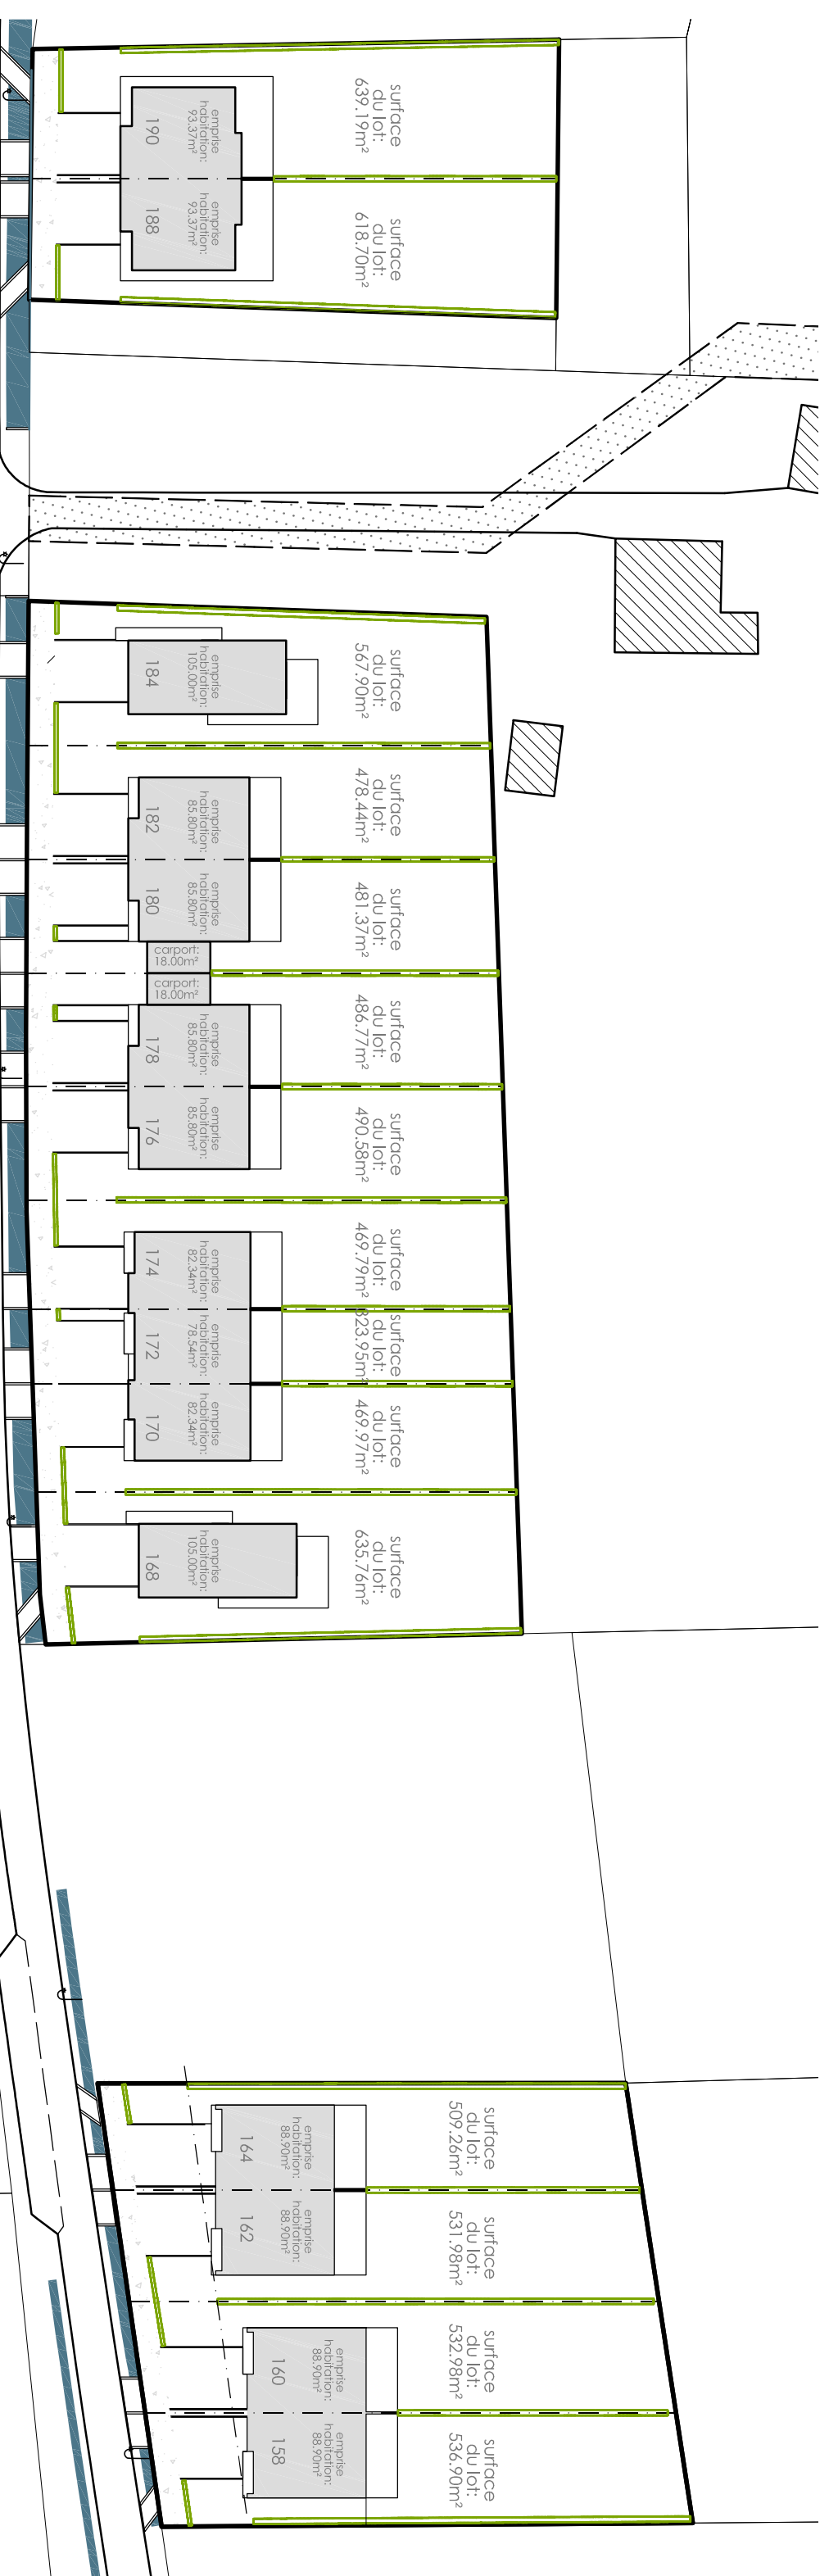 surface
du lot:
639.19m²
emprise
habitation:
93.37m²
190
surface
du lot:
618.70m²
emprise
habitation:
93.37m²
188
surface
du lot:
567.90m²
emprise
habitation:
105.00m²
184
surface
du lot:
478.44m²
emprise
habitation:
85.80m²
182
surface
du lot:
481.37m²
emprise
habitation:
85.80m²
180
carport:
18.00m²
carport:
18.00m²
surface
du lot:
486.77m²
emprise
habitation:
85.80m²
178
surface
du lot:
490.58m²
emprise
habitation:
85.80m²
176
surface
du lot:
469.79m²
emprise
habitation:
82.34m²
174
surface
du lot:
323.95m²
emprise
habitation:
78.54m²
172
surface
du lot:
469.97m²
emprise
habitation:
82.34m²
170
surface
du lot:
635.76m²
emprise
habitation:
105.00m²
168
surface
du lot:
509.26m²
emprise
habitation:
88.90m²
164
surface
du lot:
531.98m²
emprise
habitation:
88.90m²
162
surface
du lot:
532.98m²
emprise
habitation:
88.90m²
160
surface
du lot:
536.90m²
emprise
habitation:
88.90m²
158